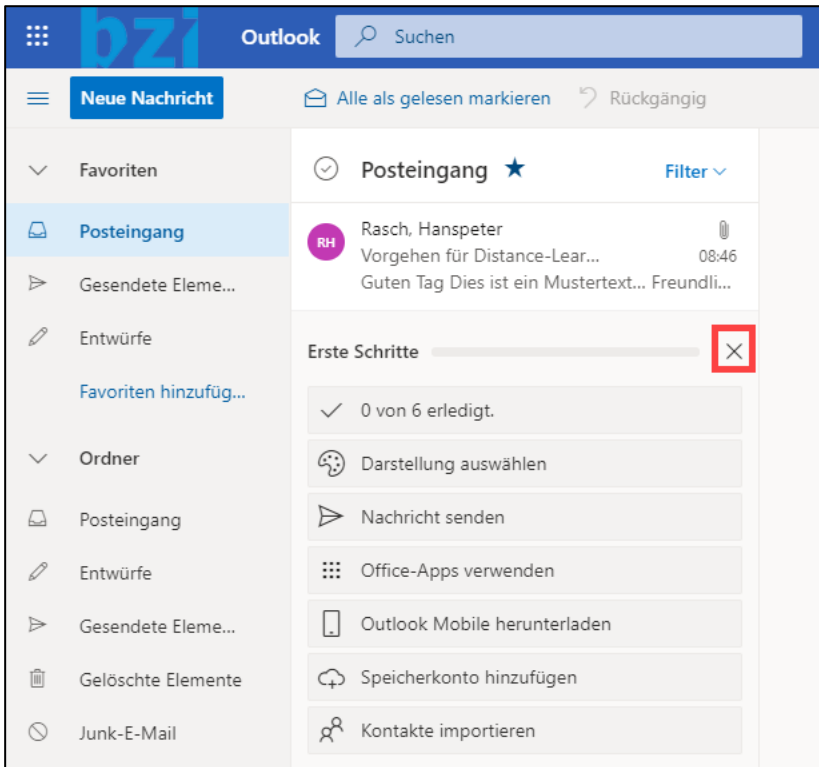 bzi Outlook Suchen
Neue Nachricht Alle als gelesen markieren Rückgängig
Favoriten
Posteingang
Gesendete Eleme...
Entwürfe
Favoriten hinzufüg...
Ordner
Posteingang
Entwürfe
Gesendete Eleme...
Gelöschte Elemente
Junk-E-Mail
Posteingang Filter
RH
Rasch, Hanspeter
Vorgehen für Distance-Lear... 08:46
Guten Tag Dies ist ein Mustertext... Freundli...
Erste Schritte
0 von 6 erledigt.
Darstellung auswählen
Nachricht senden
Office-Apps verwenden
Outlook Mobile herunterladen
Speicherkonto hinzufügen
Kontakte importieren